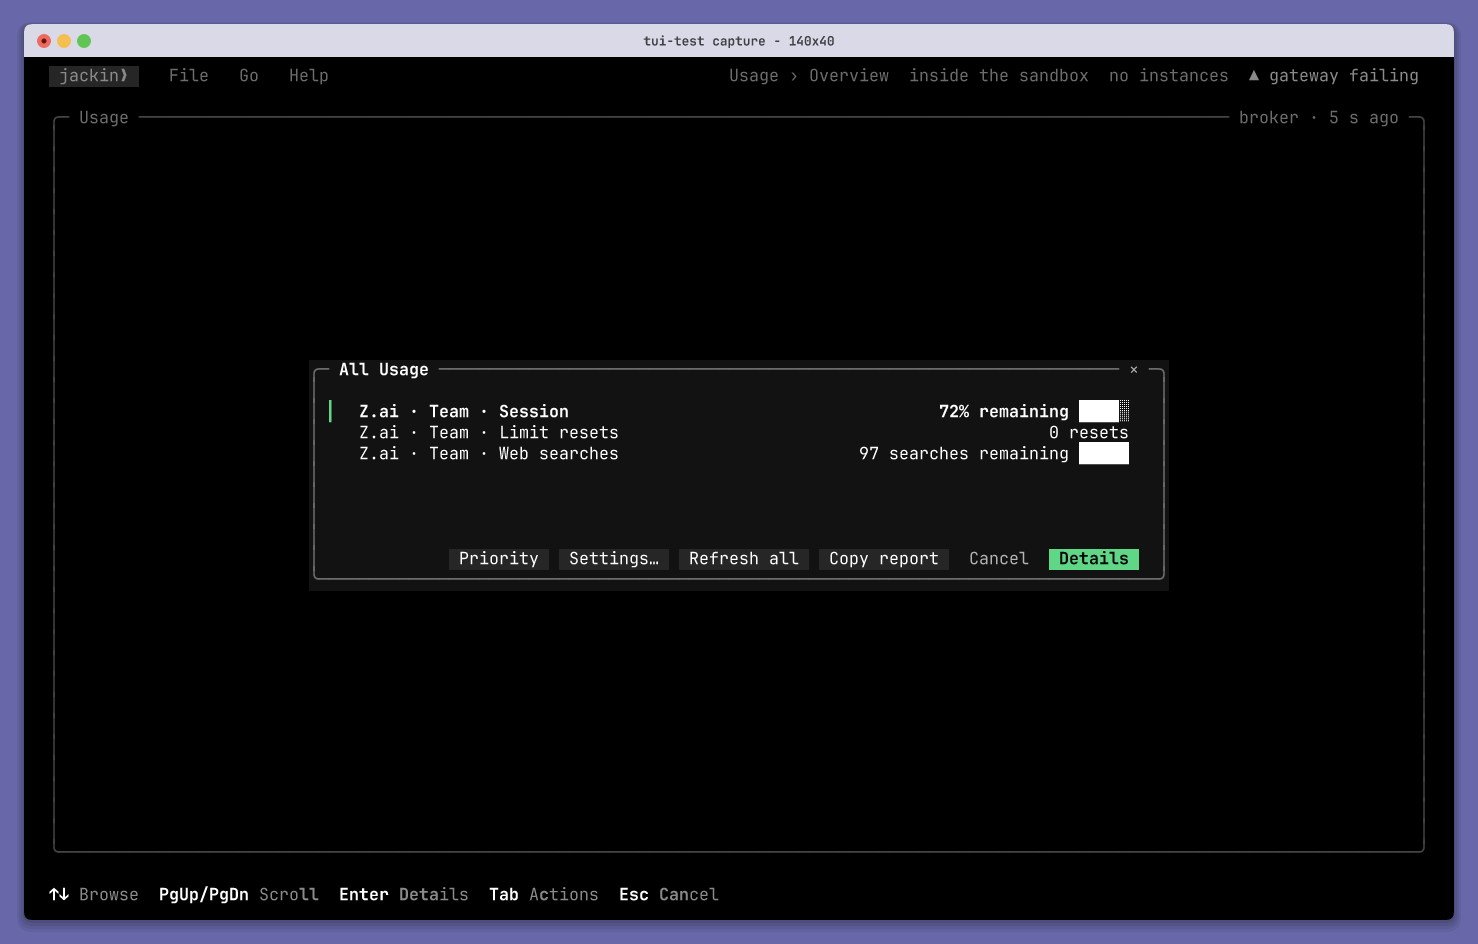 tui-test capture - 140x40
jackin⟩ File Go Help Usage › Overview inside the sandbox no instances ▲ gateway failing
Usage broker · 5 s ago
All Usage ×
Z.ai · Team · Session 72% remaining
Z.ai · Team · Limit resets 0 resets
Z.ai · Team · Web searches 97 searches remaining
Priority Settings… Refresh all Copy report Cancel Details
↑↓ Browse PgUp/PgDn Scroll Enter Details Tab Actions Esc Cancel